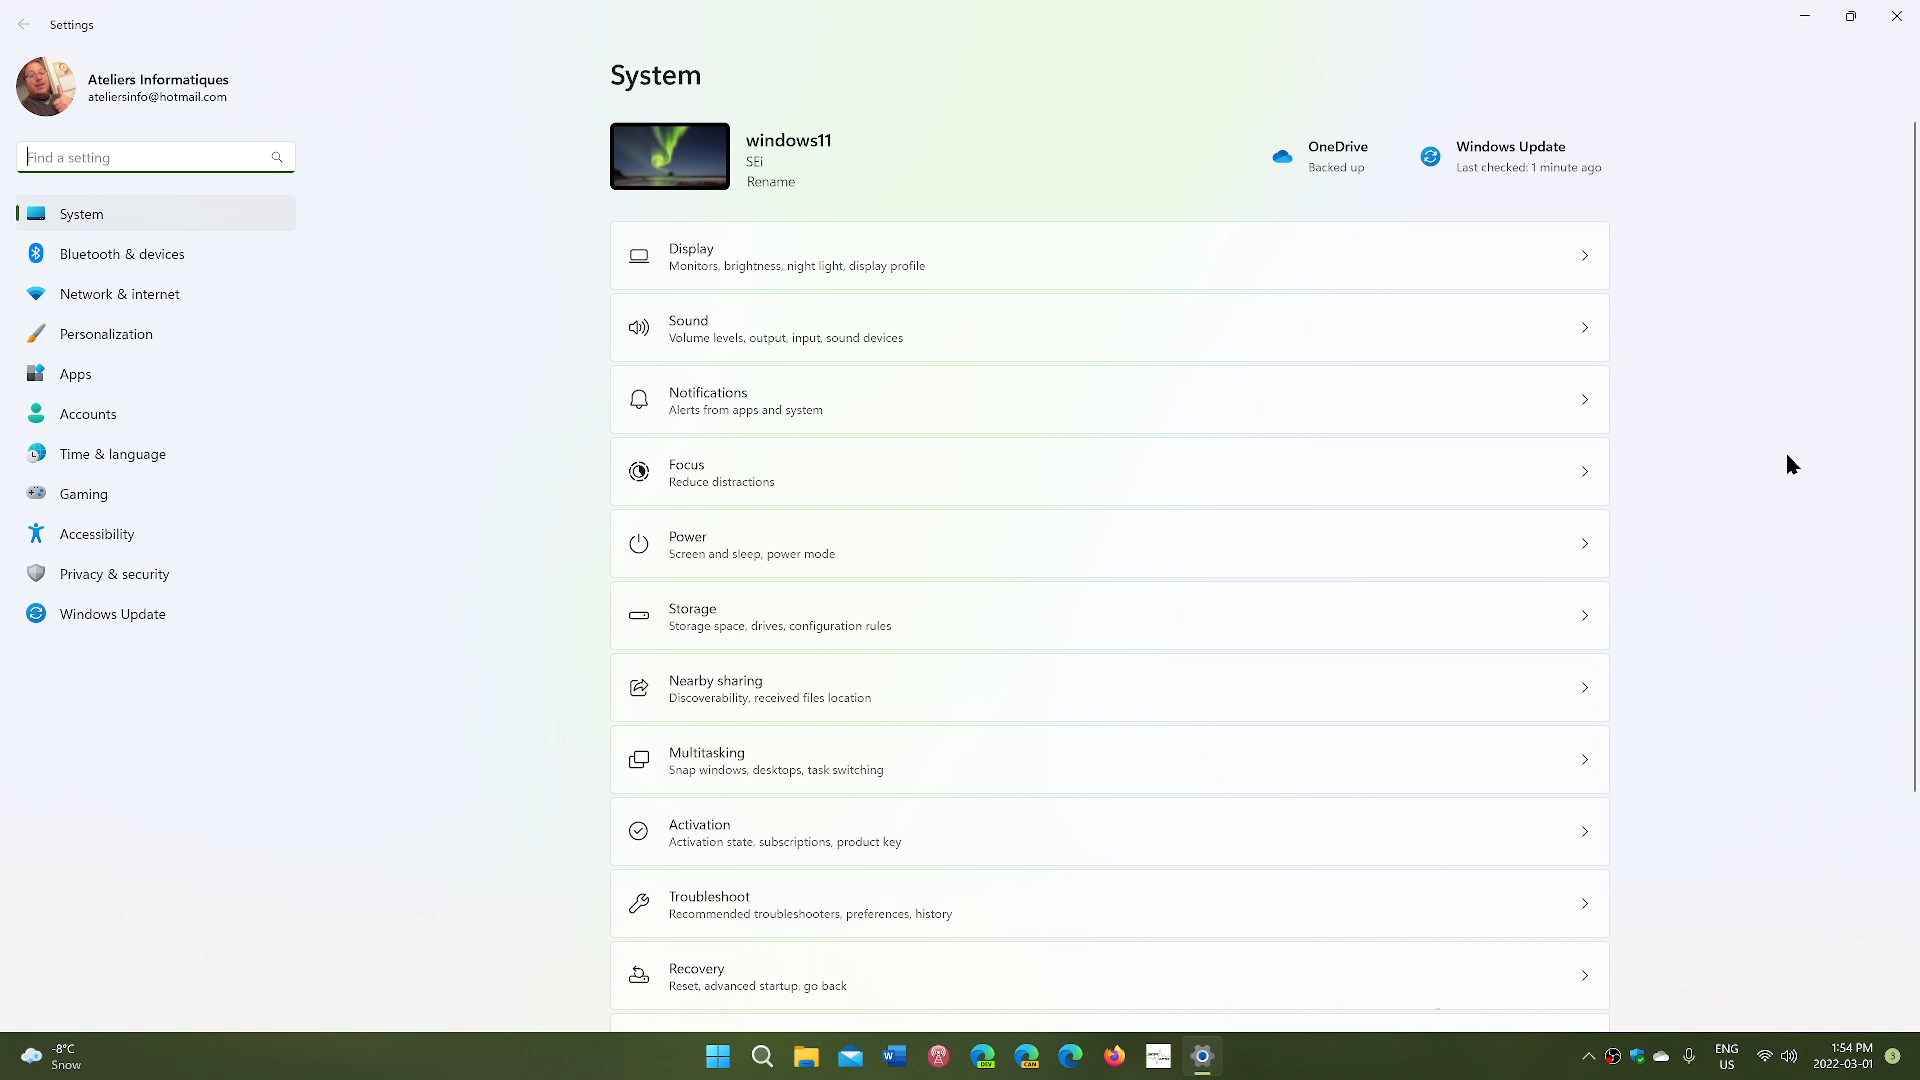 Settings
Ateliers Informatiques
ateliersinfo@hotmail.com
Find a setting
System
Bluetooth & devices
Network & internet
Personalization
Apps
Accounts
Time & language
Gaming
Accessibility
Privacy & security
Windows Update
System
windows11
SEi
Rename
OneDrive
Backed up
Windows Update
Last checked: 1 minute ago
Display
Monitors, brightness, night light, display profile
Sound
Volume levels, output, input, sound devices
Notifications
Alerts from apps and system
Focus
Reduce distractions
Power
Screen and sleep, power mode
Storage
Storage space, drives, configuration rules
Nearby sharing
Discoverability, received files location
Multitasking
Snap windows, desktops, task switching
Activation
Activation state, subscriptions, product key
Troubleshoot
Recommended troubleshooters, preferences, history
Recovery
Reset, advanced startup, go back
-8°C
Snow
W
DEV
CAN
ENG
US
1:54 PM
2022-03-01
3